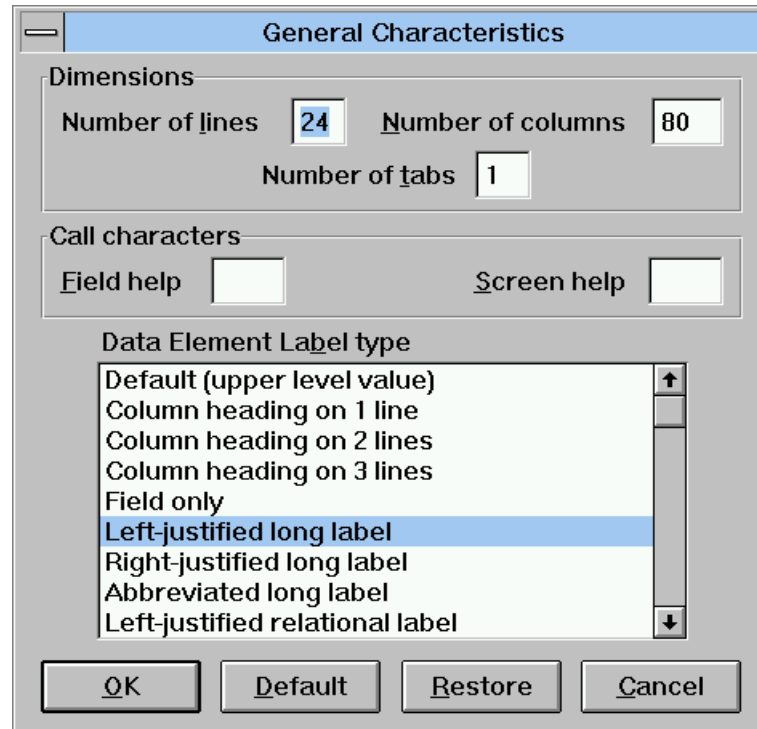 General Characteristics
Dimensions
Number of lines 24 Number of columns 80
Number of tabs 1
Call characters
Field help Screen help
Data Element Label type
Default (upper level value)
Column heading on 1 line
Column heading on 2 lines
Column heading on 3 lines
Field only
Left-justified long label
Right-justified long label
Abbreviated long label
Left-justified relational label
OK Default Restore Cancel